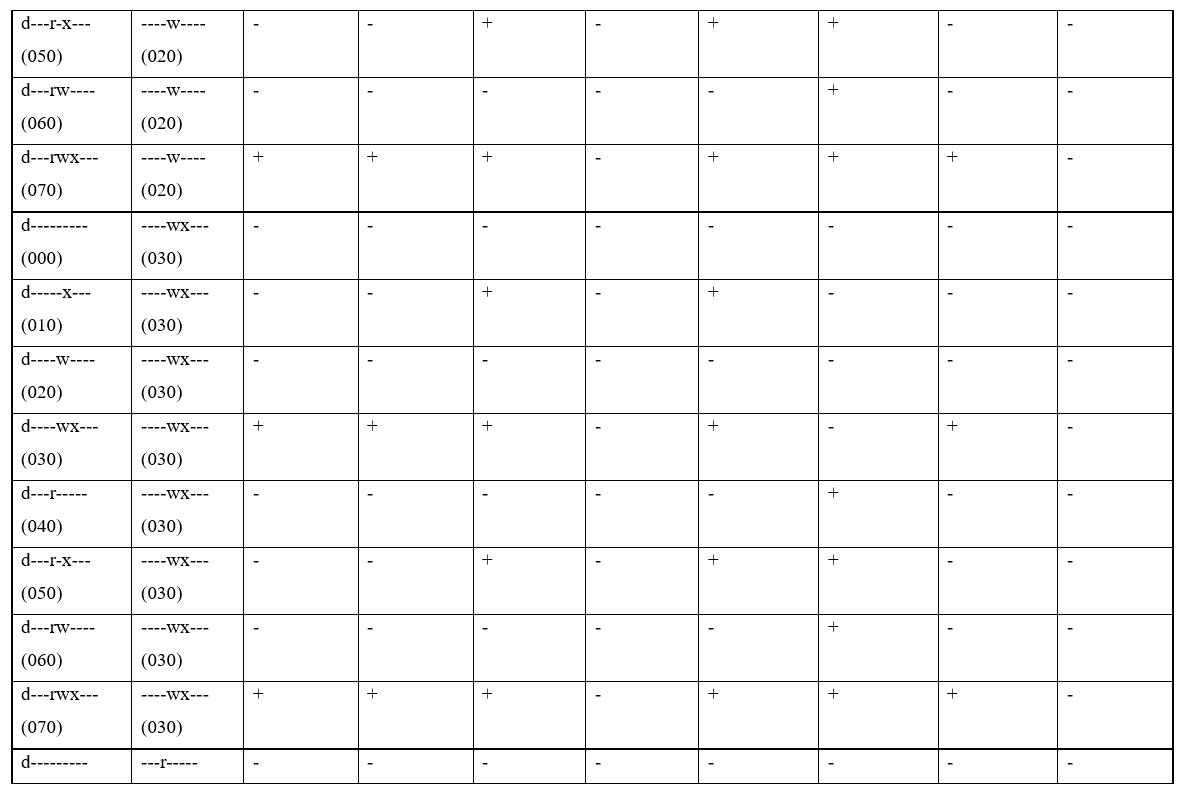 d---r-x--- ----w---- - - + - + + - -
(050) (020)
d---rw---- ----w---- - - - - - + - -
(060) (020)
d---rwx--- ----w---- + + + - + + + -
(070) (020)
d--------- ----wx--- - - - - - - - -
(000) (030)
d-----x--- ----wx--- - - + - + - - -
(010) (030)
d----w---- ----wx--- - - - - - - - -
(020) (030)
d----wx--- ----wx--- + + + - + - + -
(030) (030)
d---r----- ----wx--- - - - - - + - -
(040) (030)
d---r-x--- ----wx--- - - + - + + - -
(050) (030)
d---rw---- ----wx--- - - - - - + - -
(060) (030)
d---rwx--- ----wx--- + + + - + + + -
(070) (030)
d--------- ---r----- - - - - - - - -